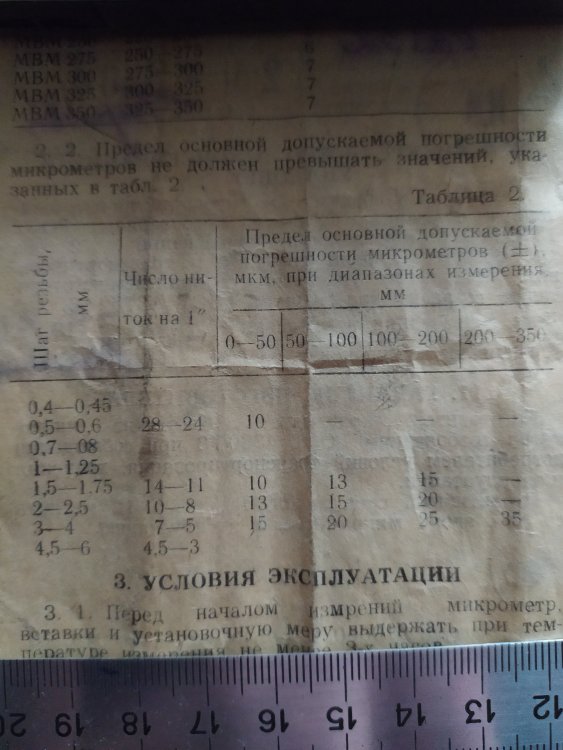 МВМ 275 250—275 6
МВМ 300 275—300 7
МВМ 325 300—325 7
МВМ 350 325—350 7
2. 2. Предел основной допускаемой погрешности
микрометров не должен превышать значений, ука-
занных в табл. 2
Таблица 2.
Шаг резьбы, мм
Число ни-
ток на 1"
Предел основной допускаемой
погрешности микрометров (±),
мкм, при диапазонах измерения,
мм
0—50 50—100 100—200 200—350
0,4—0,45
0,5—0,6 28—24 10 — — —
0,7—08
1—1,25
1,5—1.75 14—11 10 13 15 —
2—2,5 10—8 13 15 20 —
3—4 7—5 15 20 25 35
4,5—6 4,5—3
3. УСЛОВИЯ ЭКСПЛУАТАЦИИ
3. 1. Перед началом измрений микрометр,
вставки и установочную меру выдержать при тем-
пературе измерения не менее 3-х часов
20 19 18 17 16 15 14 13 12